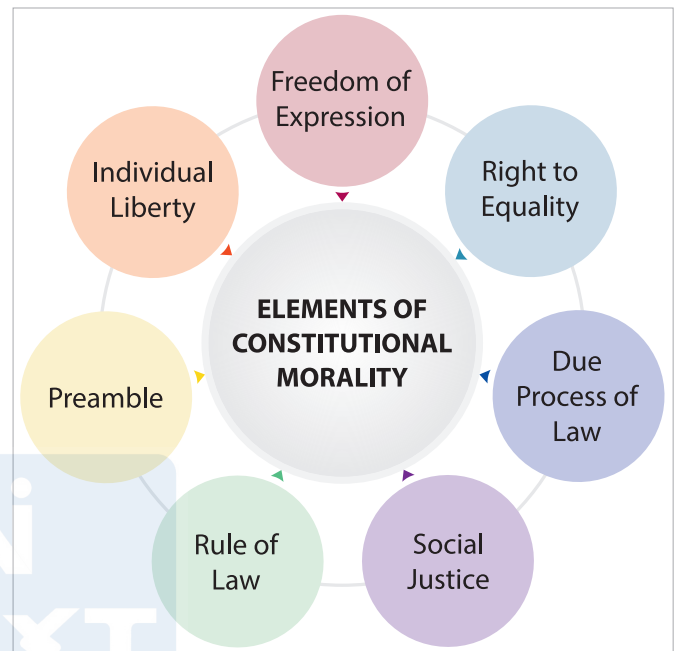 Freedom of
Expression
Right to
Equality
Due
Process of
Law
Social
Justice
Rule of
Law
Preamble
Individual
Liberty
ELEMENTS OF
CONSTITUTIONAL
MORALITY